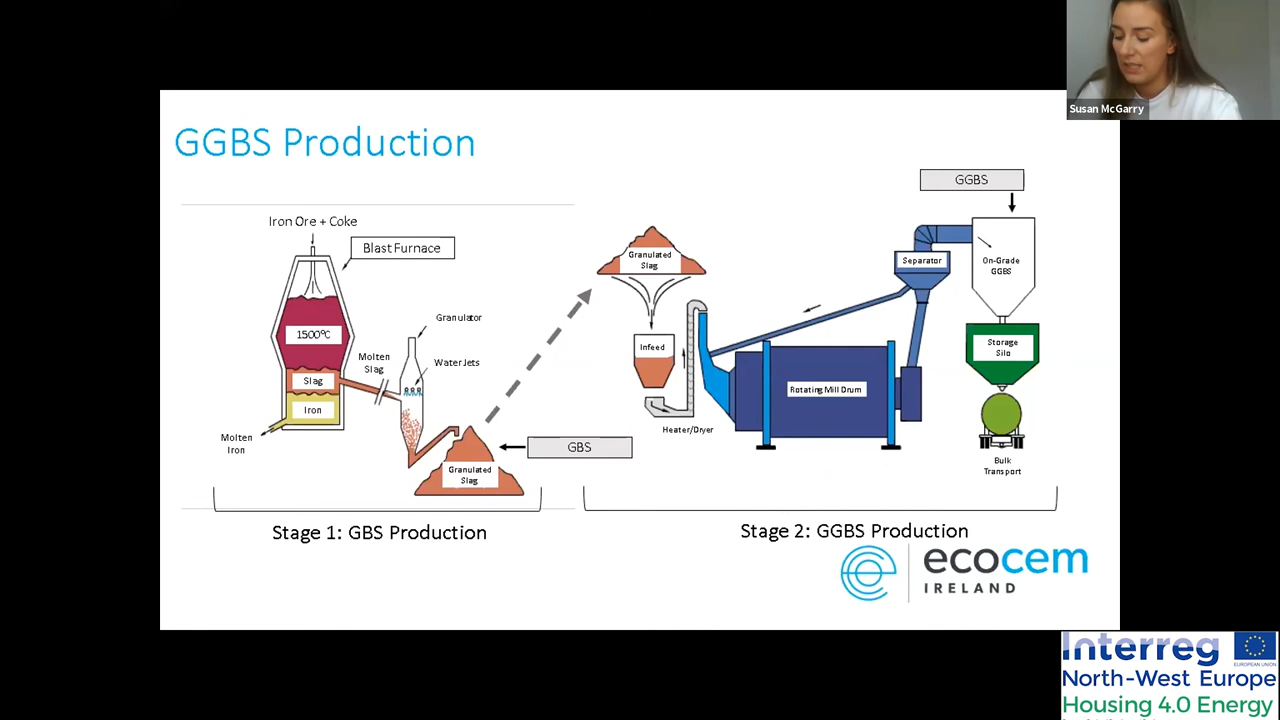 Susan McGarry
GGBS Production
GGBS
Iron Ore + Coke
Blast Furnace
1500°C
Slag
Iron
Molten
Iron
Molten
Slag
Granulator
Water Jets
Granulated
Slag
GBS
Stage 1: GBS Production
Granulated
Slag
Infeed
Heater/Dryer
Rotating Mill Drum
Separator
On-Grade
GGBS
Storage
Silo
Bulk
Transport
Stage 2: GGBS Production
ecocem
IRELAND
Interreg
EUROPEAN UNION
North-West Europe
Housing 4.0 Energy